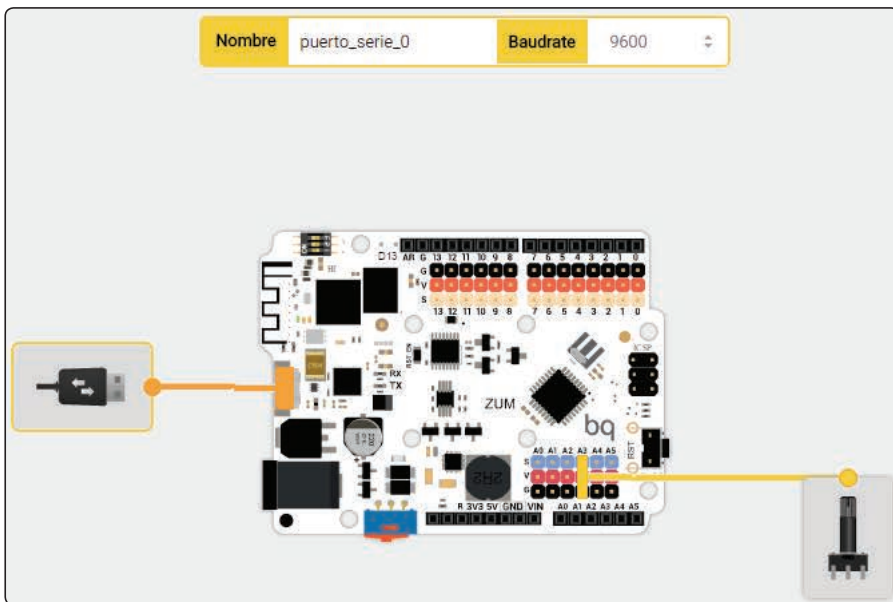 Nombre puerto_serie_0 Baudrate 9600
D13 AR G 13 12 11 10 9 8 7 6 5 4 3 2 1 0
G G
V V
S S
13 12 11 10 9 8 7 6 5 4 3 2 1 0
ICSP
RX
TX
ZUM
bq
RST
A0 A1 A2 A3 A4 A5
S
V
G
2R2
R 3V3 5V GND VIN A0 A1 A2 A3 A4 A5